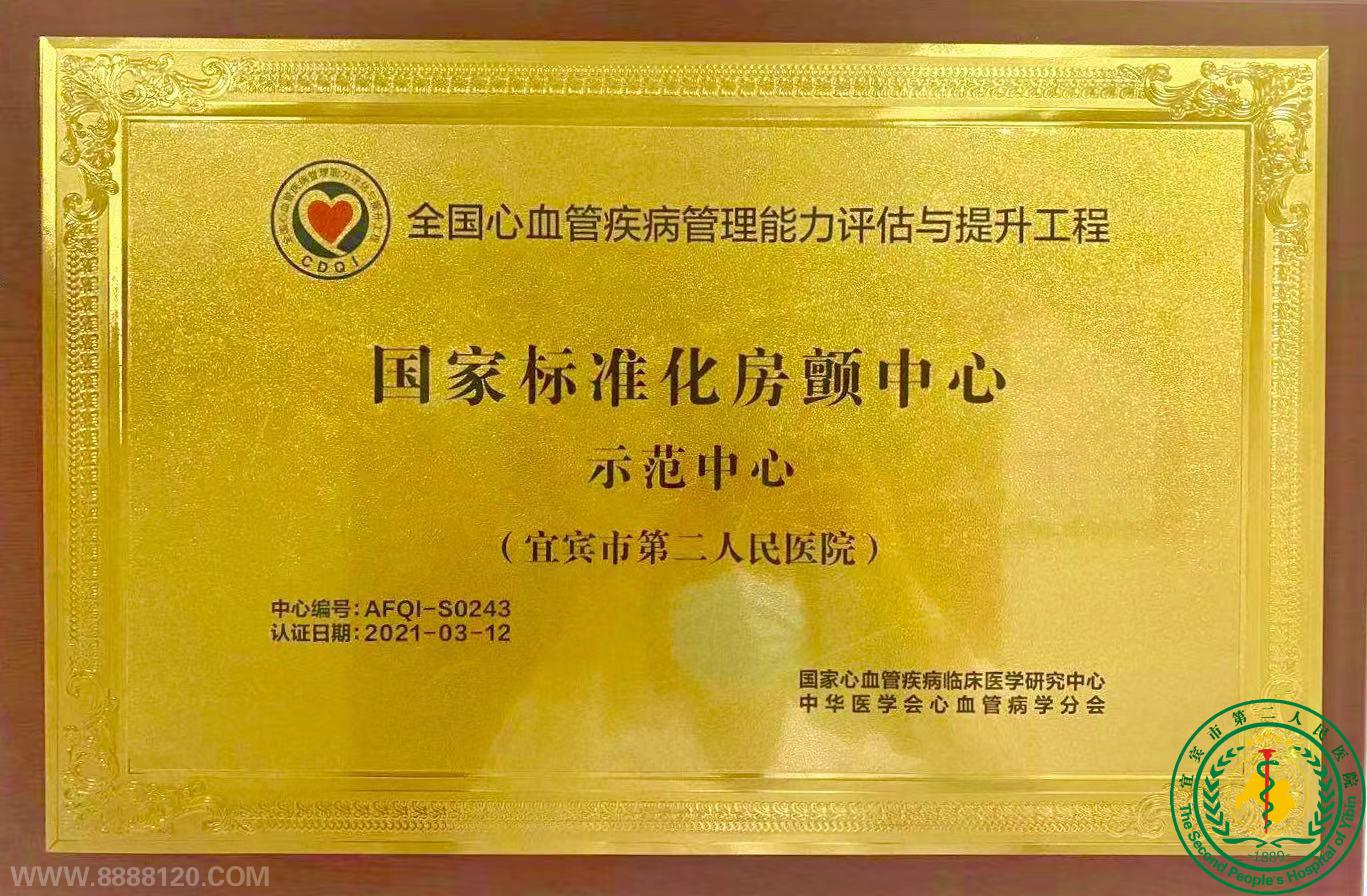 全国心血管疾病管理能力评估与提升工程
CDQI
国家标准化房颤中心
示范中心
（宜宾市第二人民医院）
中心编号：AFQI-S0243
认证日期：2021-03-12
国家心血管疾病临床医学研究中心
中华医学会心血管病学分会
宜宾市第二人民医院
·1889·
The Second People's Hospital of Yibin
WWW.8888120.COM